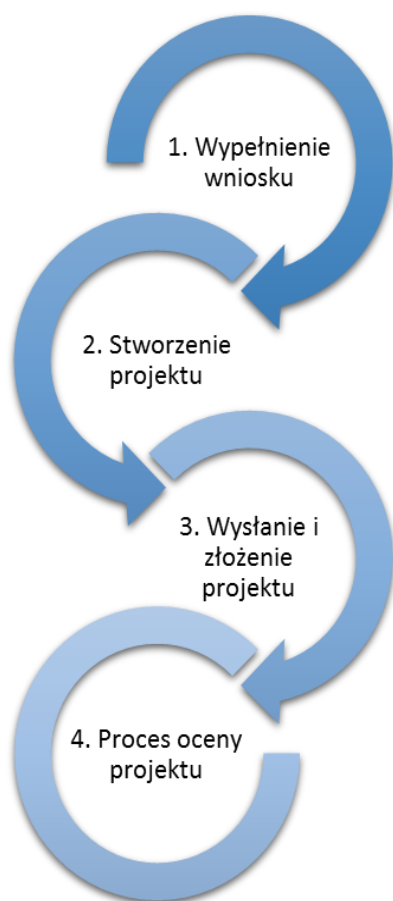 1. Wypełnienie
wniosku
2. Stworzenie
projektu
3. Wysłanie i
złożenie
projektu
4. Proces oceny
projektu